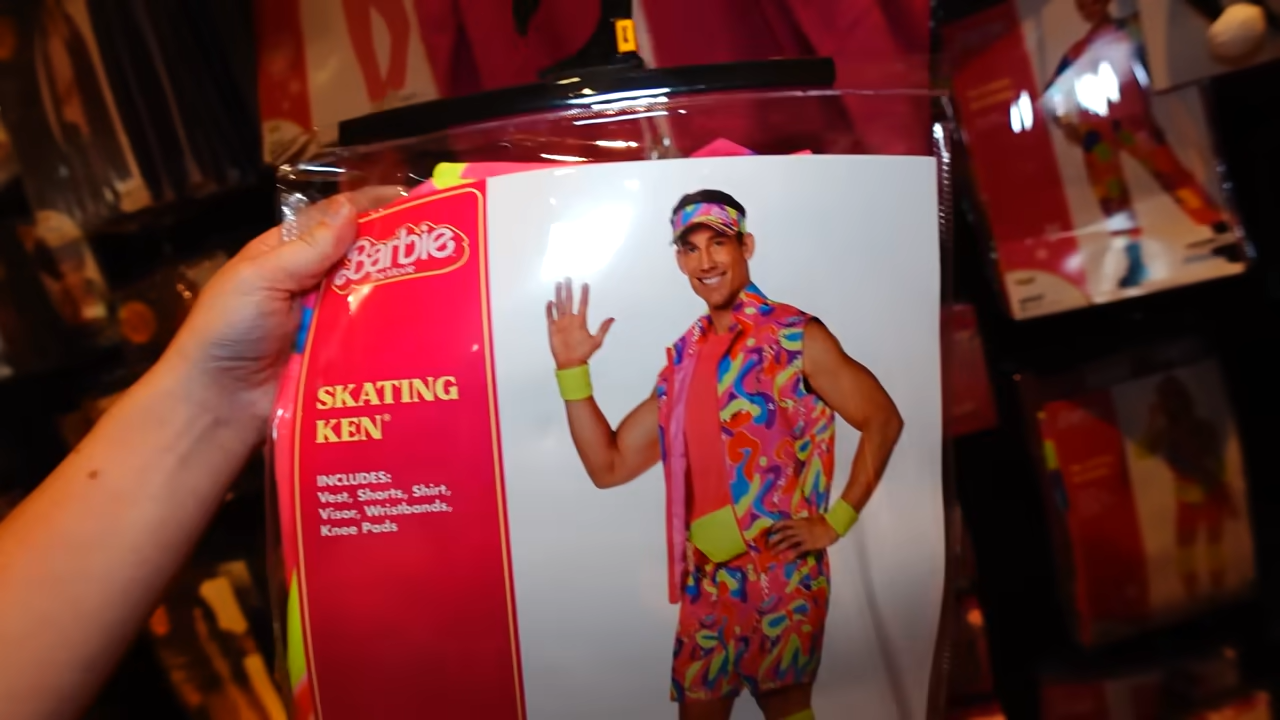 Barbie
The Movie
SKATING
KEN®
INCLUDES:
Vest, Shorts, Shirt,
Visor, Wristbands,
Knee Pads